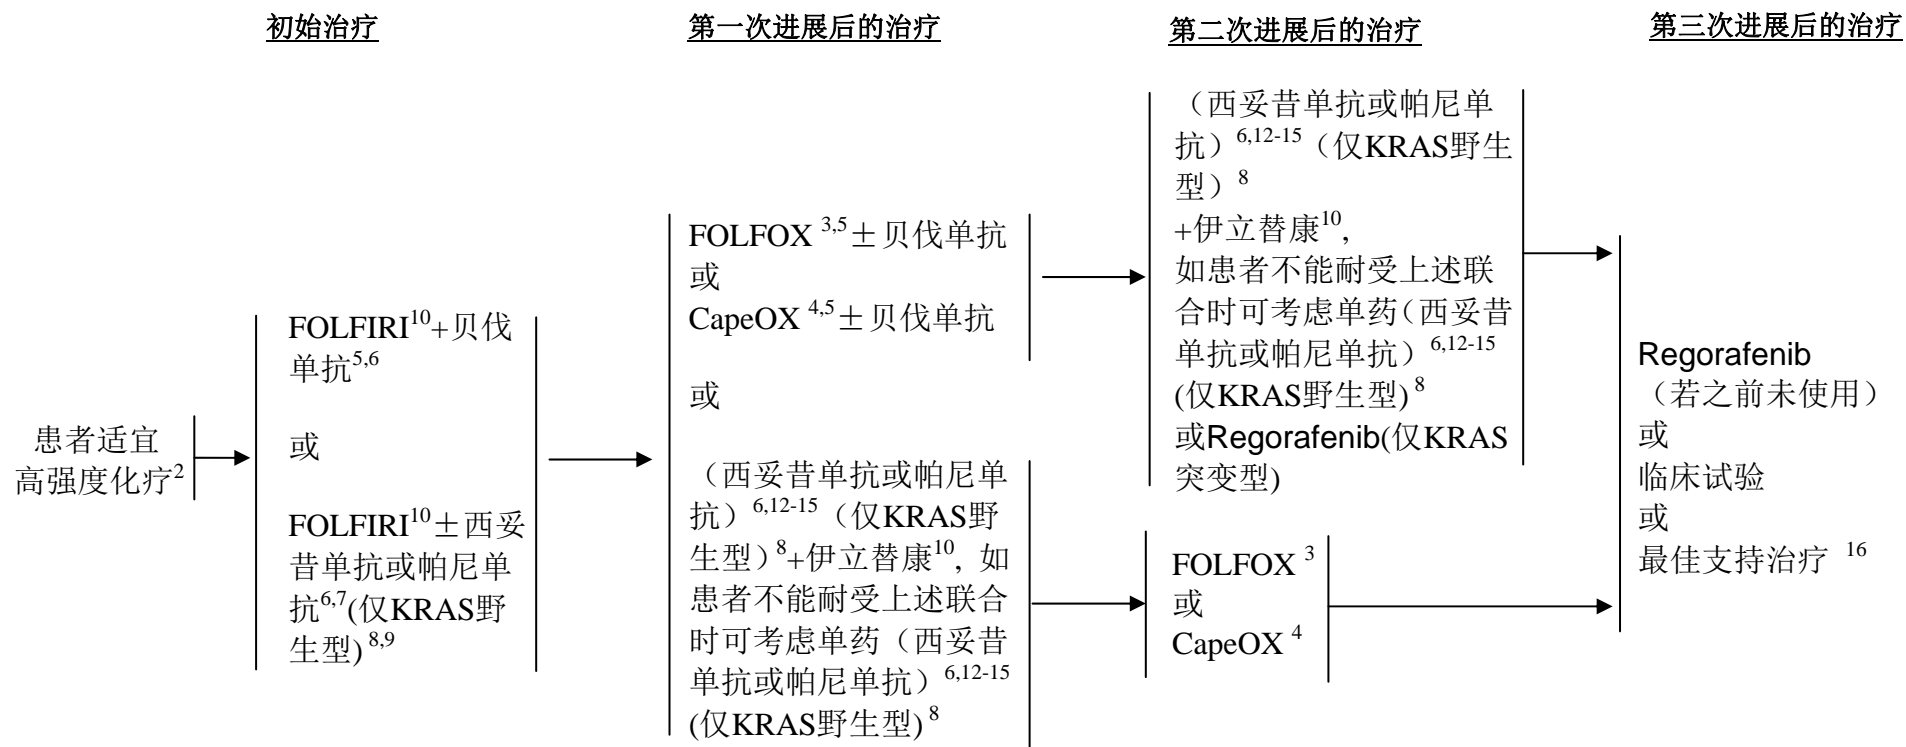 初始治疗
第一次进展后的治疗
第二次进展后的治疗
第三次进展后的治疗
患者适宜
高强度化疗2
FOLFIRI10+贝伐
单抗5,6
或
FOLFIRI10±西妥
昔单抗或帕尼单
抗6,7(仅KRAS野
生型)8,9
FOLFOX 3,5±贝伐单抗
或
CapeOX 4,5±贝伐单抗
或
（西妥昔单抗或帕尼单
抗）6,12-15（仅KRAS野
生型）8+伊立替康10, 如
患者不能耐受上述联合
时可考虑单药（西妥昔
单抗或帕尼单抗）6,12-15
(仅KRAS野生型)8
（西妥昔单抗或帕尼单
抗）6,12-15（仅KRAS野生
型）8
+伊立替康10,
如患者不能耐受上述联
合时可考虑单药(西妥昔
单抗或帕尼单抗）6,12-15
(仅KRAS野生型)8
或Regorafenib(仅KRAS
突变型)
FOLFOX 3
或
CapeOX 4
Regorafenib
（若之前未使用）
或
临床试验
或
最佳支持治疗 16